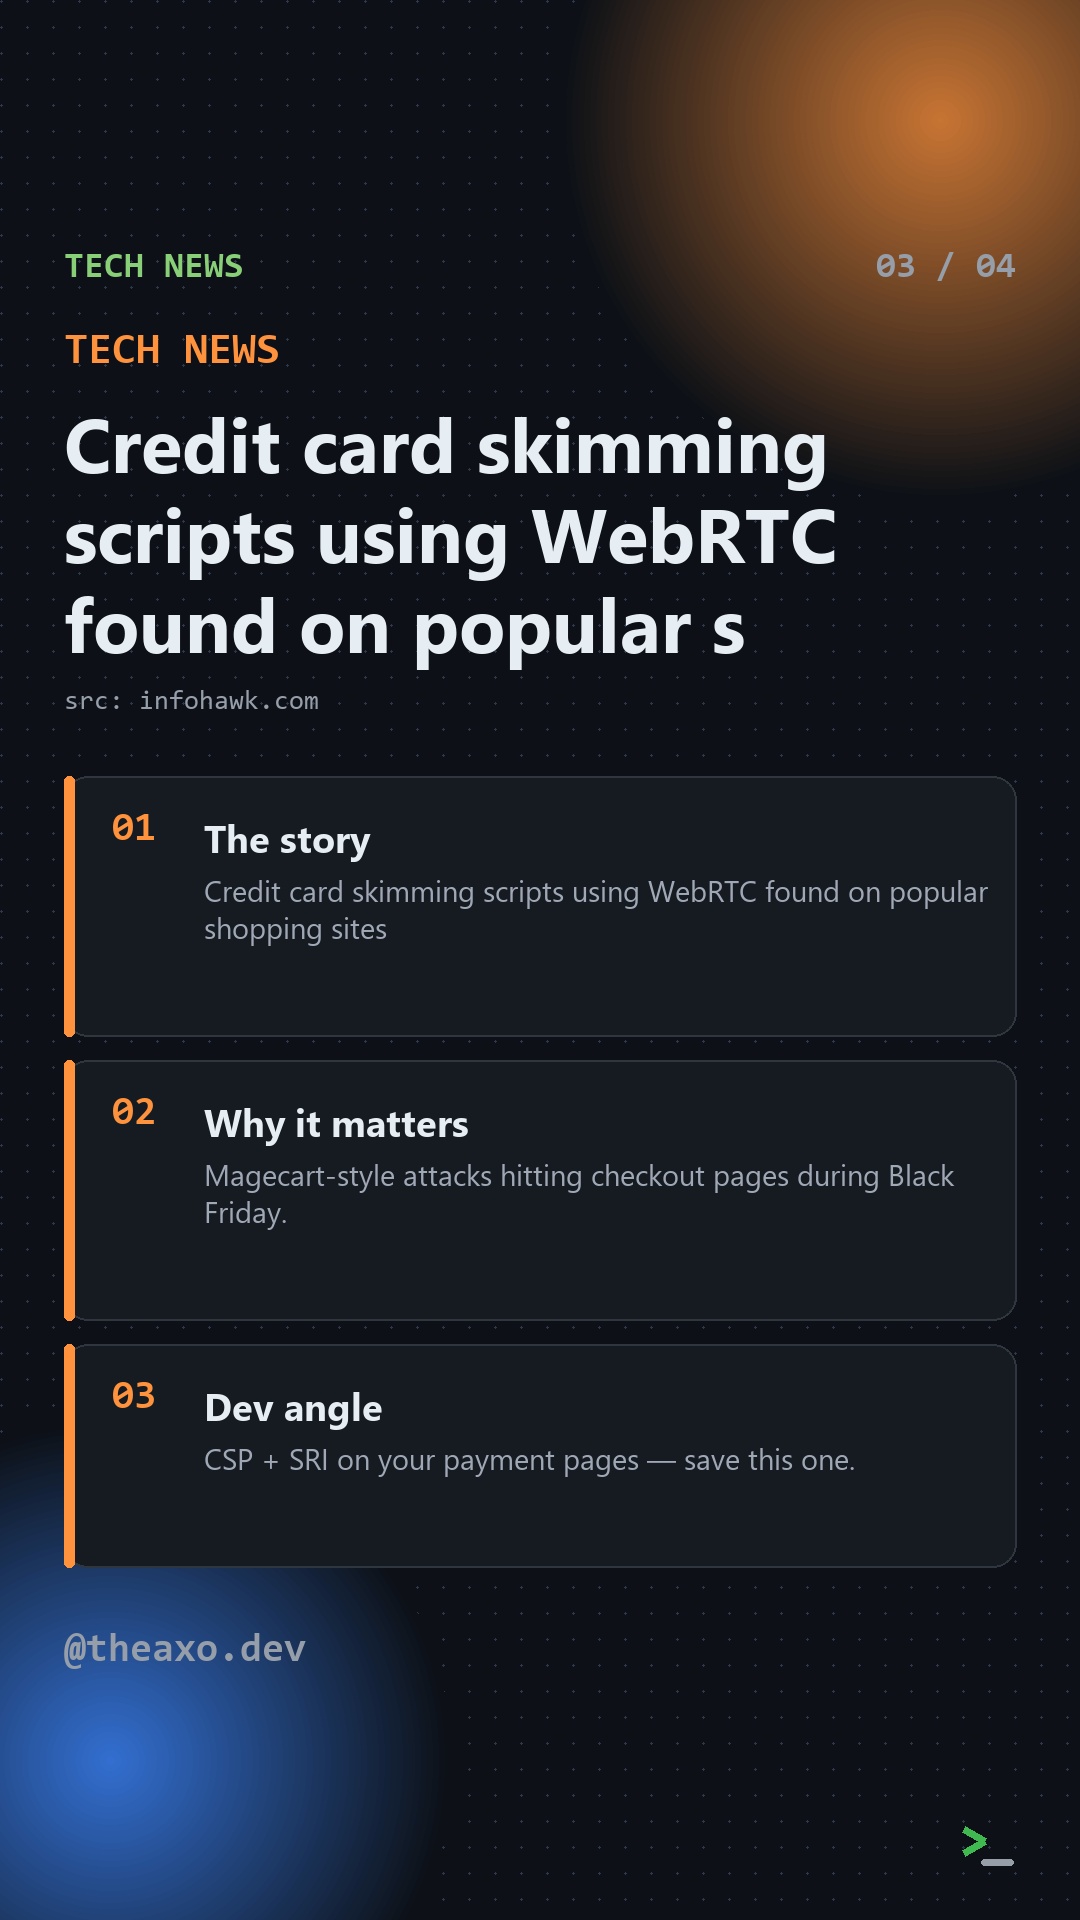 TECH NEWS
03 / 04
TECH NEWS
Credit card skimming
scripts using WebRTC
found on popular s
src: infohawk.com
01
The story
Credit card skimming scripts using WebRTC found on popular
shopping sites
02
Why it matters
Magecart-style attacks hitting checkout pages during Black
Friday.
03
Dev angle
CSP + SRI on your payment pages — save this one.
@theaxo.dev
>_